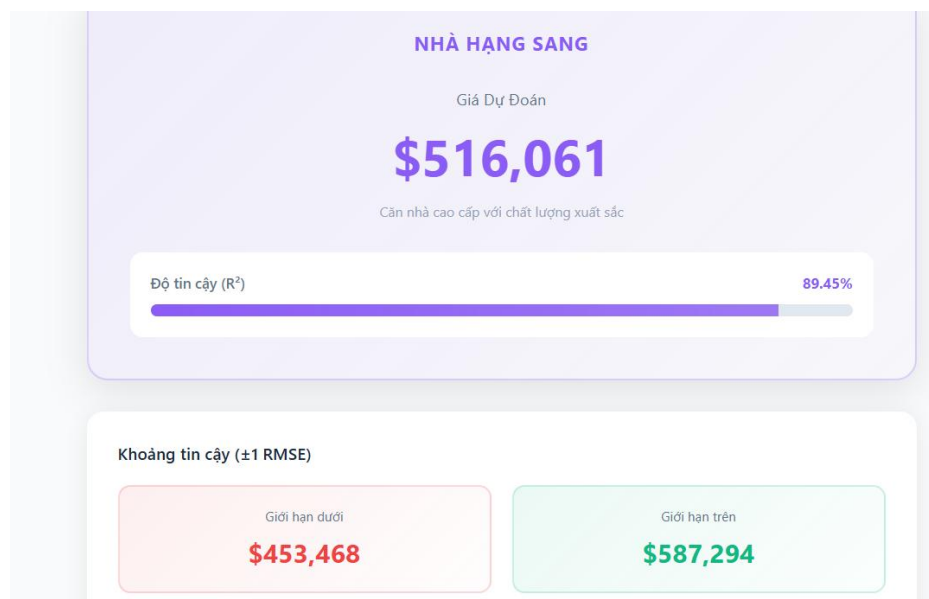 NHÀ HẠNG SANG
Giá Dự Đoán
$516,061
Căn nhà cao cấp với chất lượng xuất sắc
Độ tin cậy (R²) 89.45%
Khoảng tin cậy (±1 RMSE)
Giới hạn dưới Giới hạn trên
$453,468 $587,294